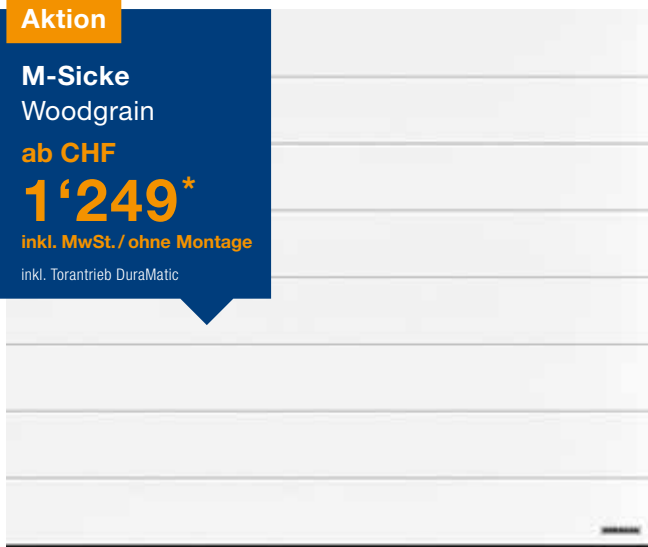 Aktion
M-Sicke
Woodgrain
ab CHF
1‘249*
inkl. MwSt. / ohne Montage
inkl. Torantrieb DuraMatic